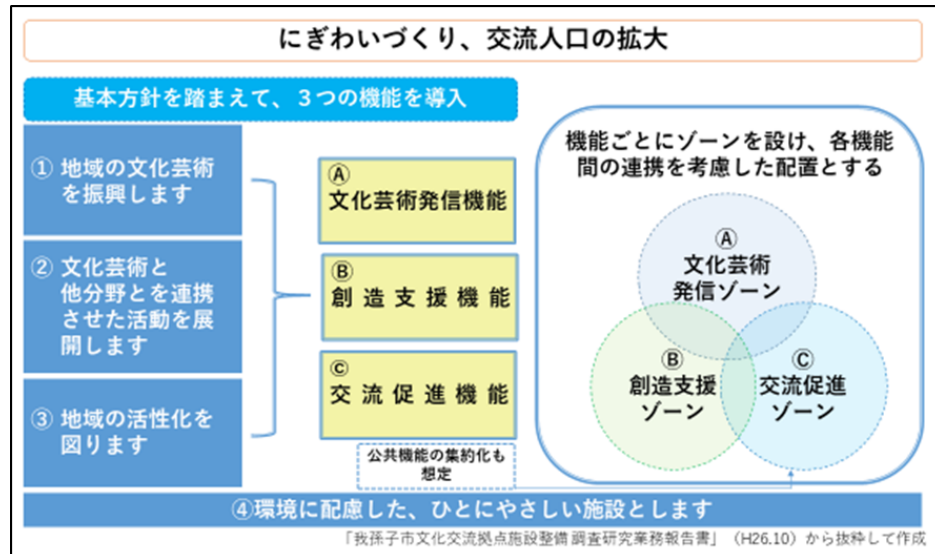 にぎわいづくり、交流人口の拡大
基本方針を踏まえて、３つの機能を導入
① 地域の文化芸術
を振興します
② 文化芸術と
他分野とを連携
させた活動を展
開します
③ 地域の活性化を
図ります
Ⓐ
文化芸術発信機能
Ⓑ
創造支援機能
Ⓒ
交流促進機能
公共機能の集約化も
想定
機能ごとにゾーンを設け、各機能
間の連携を考慮した配置とする
Ⓐ
文化芸術
発信ゾーン
Ⓑ
創造支援
ゾーン
Ⓒ
交流促進
ゾーン
④環境に配慮した、ひとにやさしい施設とします
「我孫子市文化交流拠点施設整備 調査研究業務報告書」（H26.10）から抜粋して作成